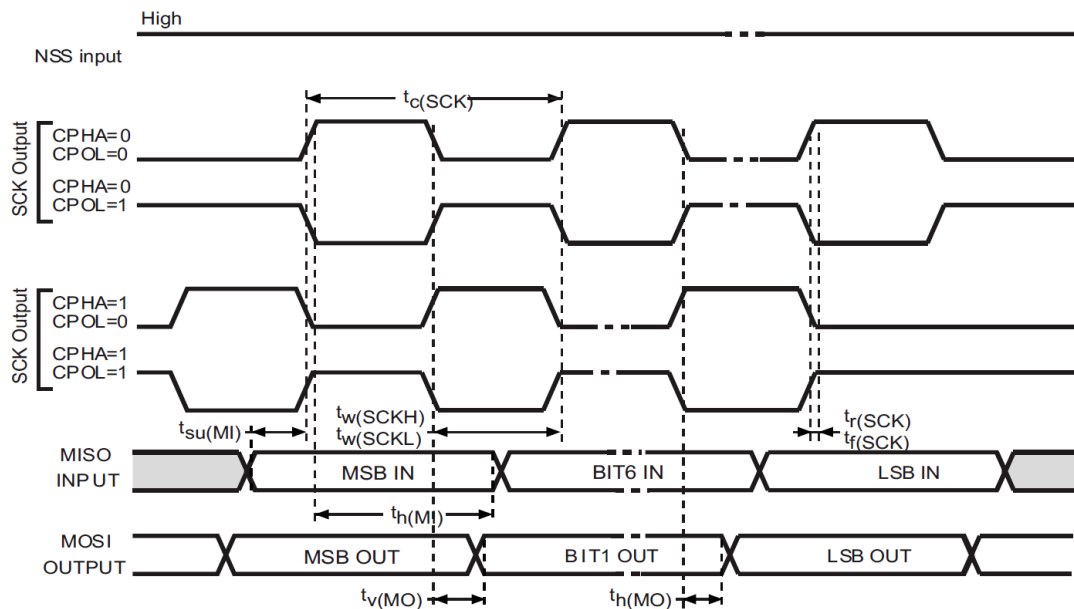 High
NSS input
tc(SCK)
SCK Output
CPHA=0
CPOL=0
CPHA=0
CPOL=1
SCK Output
CPHA=1
CPOL=0
CPHA=1
CPOL=1
tsu(MI)
tw(SCKH)
tw(SCKL)
tr(SCK)
tf(SCK)
MISO
INPUT
MSB IN
BIT6 IN
LSB IN
th(MI)
MOSI
OUTPUT
MSB OUT
BIT1 OUT
LSB OUT
tv(MO)
th(MO)